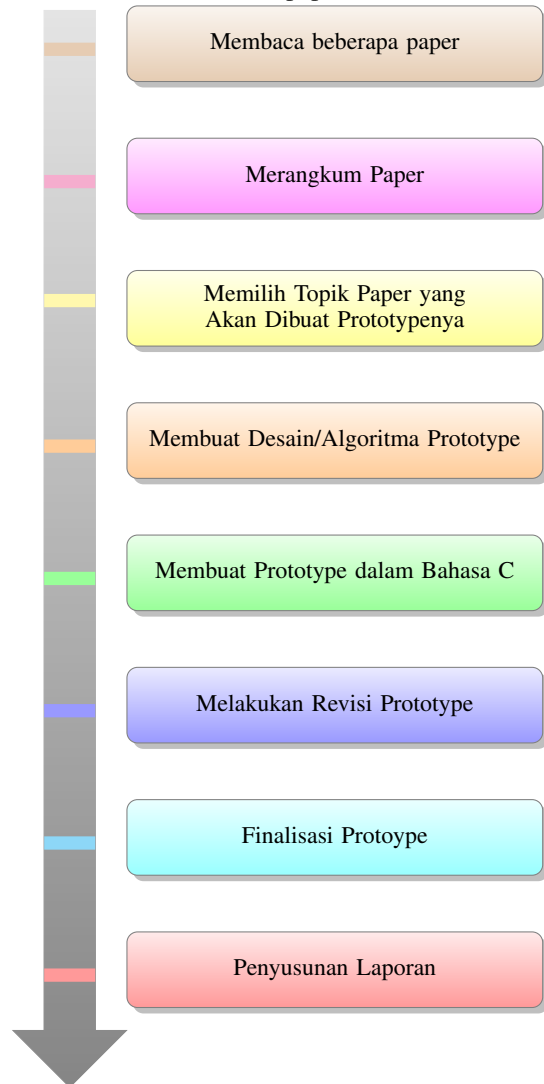 Membaca beberapa paper
Merangkum Paper
Memilih Topik Paper yang
Akan Dibuat Prototypenya
Membuat Desain/Algoritma Prototype
Membuat Prototype dalam Bahasa C
Melakukan Revisi Prototype
Finalisasi Protoype
Penyusunan Laporan